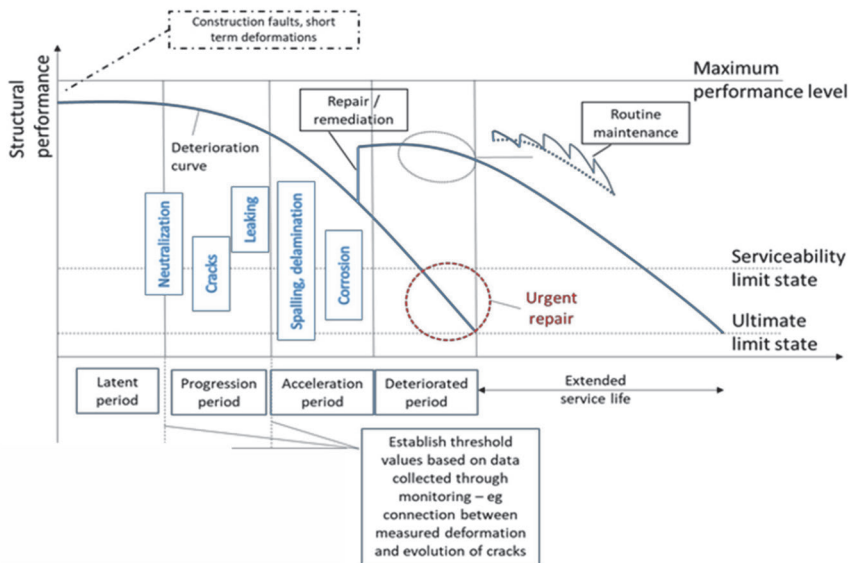 Construction faults, short
term deformations
Structural
performance
Maximum
performance level
Repair /
remediation
Routine
maintenance
Deterioration
curve
Neutralization
Cracks
Leaking
Spalling, delamination
Corrosion
Serviceability
limit state
Urgent
repair
Ultimate
limit state
Latent
period
Progression
period
Acceleration
period
Deteriorated
period
Extended
service life
Establish threshold
values based on data
collected through
monitoring – eg
connection between
measured deformation
and evolution of cracks